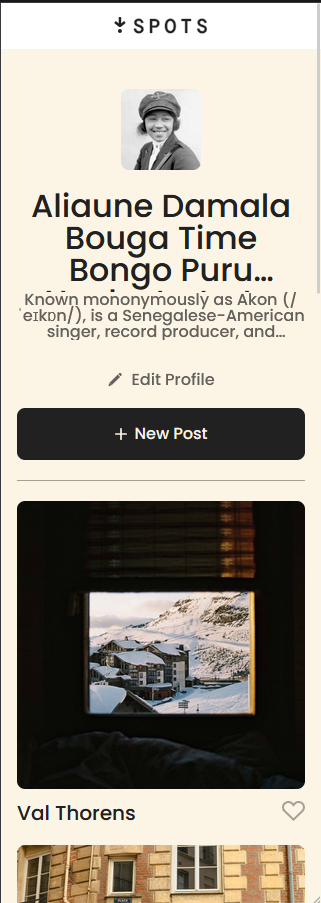 SPOTS
Aliaune Damala
Bouga Time
Bongo Puru...
Known mononymously as Akon (/
ˈeɪkɒn/), is a Senegalese-American
singer, record producer, and...
Edit Profile
+ New Post
Val Thorens